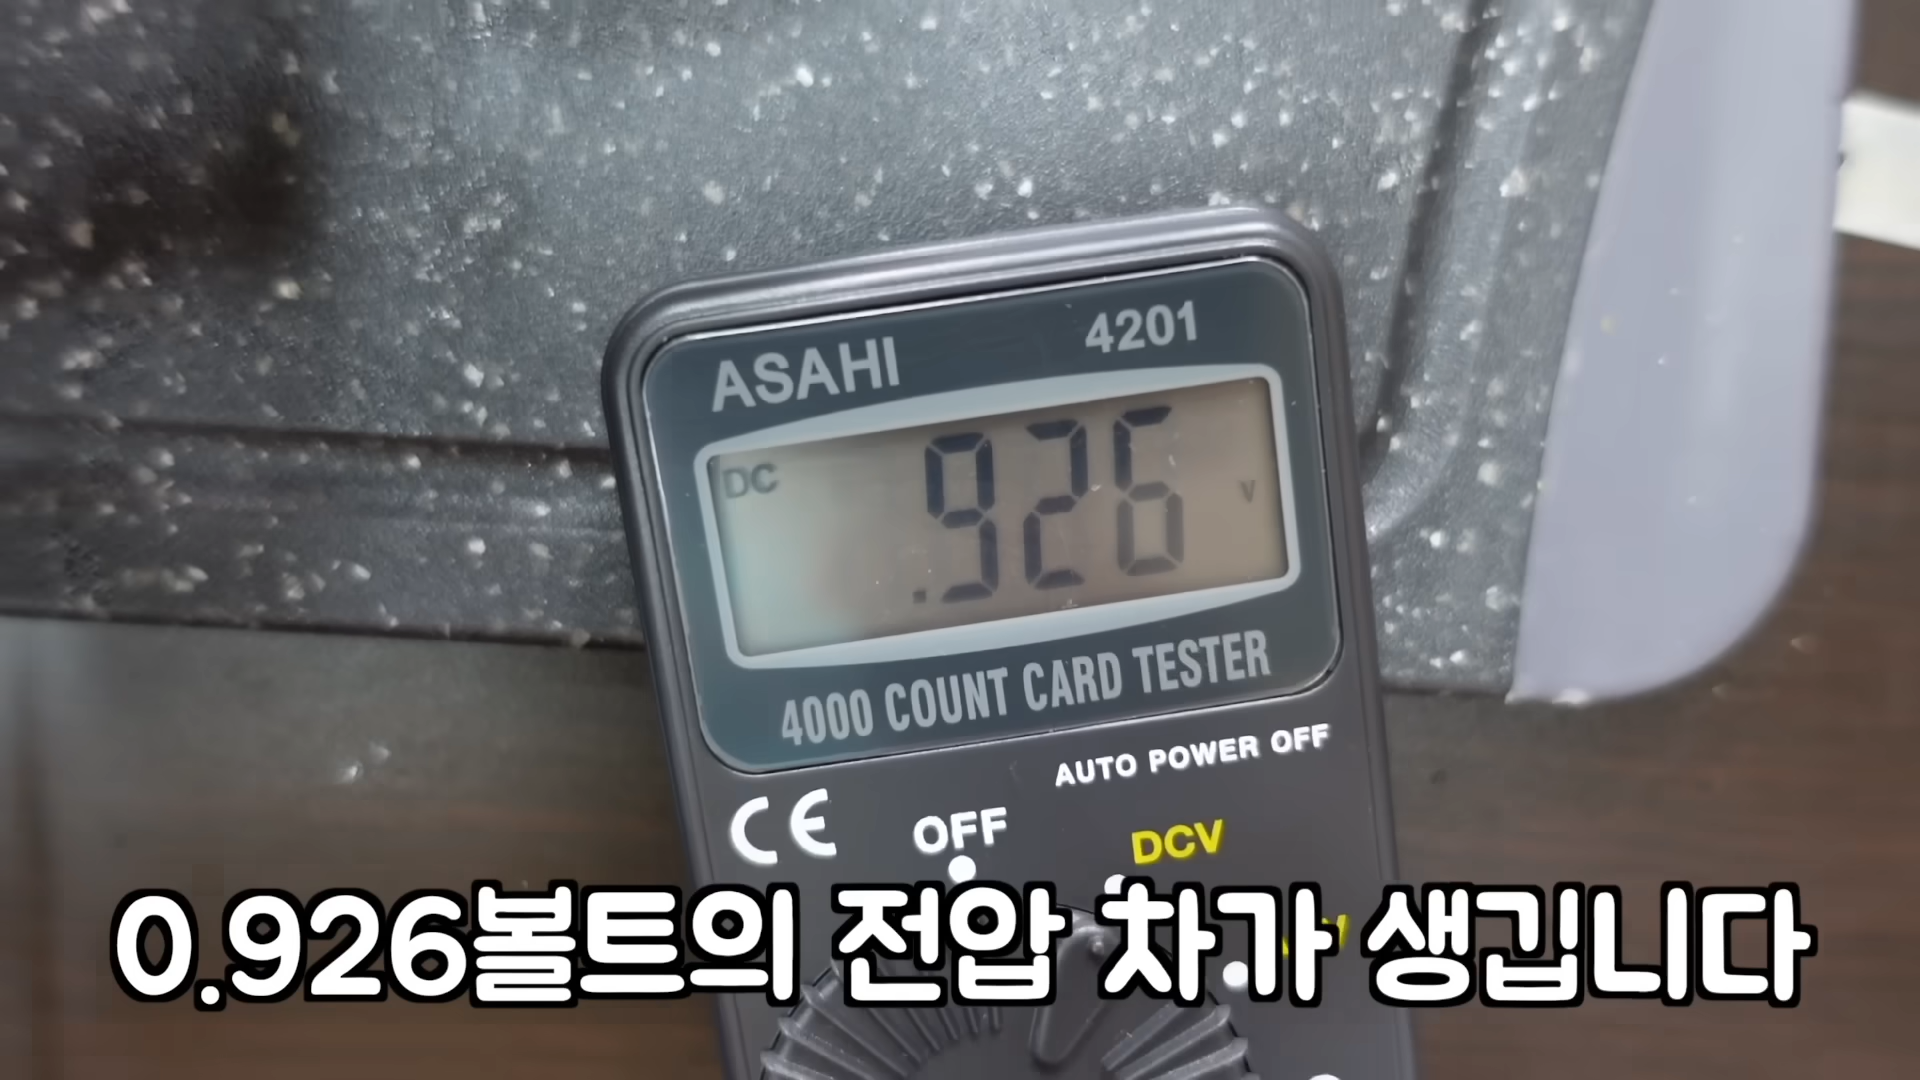 ASAHI 4201
DC .926 V
4000 COUNT CARD TESTER
AUTO POWER OFF
CE OFF DCV
0.926볼트의 전압 차가 생깁니다